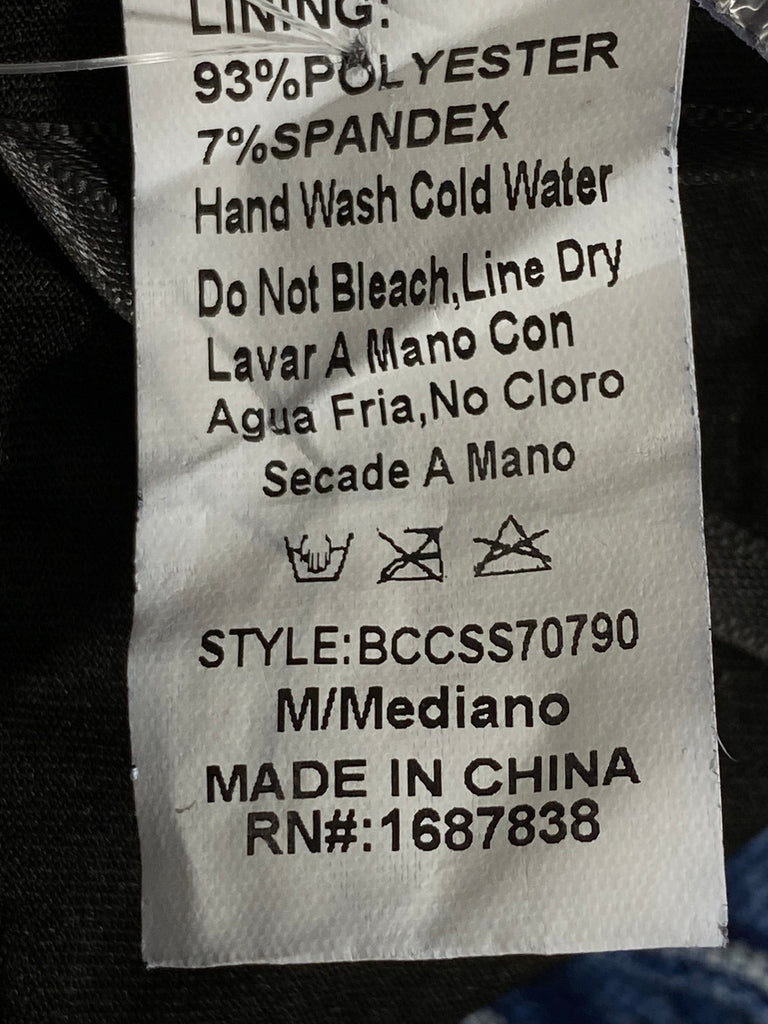 LINING:
93%POLYESTER
7%SPANDEX
Hand Wash Cold Water
Do Not Bleach,Line Dry
Lavar A Mano Con
Agua Fria,No Cloro
Secade A Mano
STYLE:BCCSS70790
M/Mediano
MADE IN CHINA
RN#:1687838